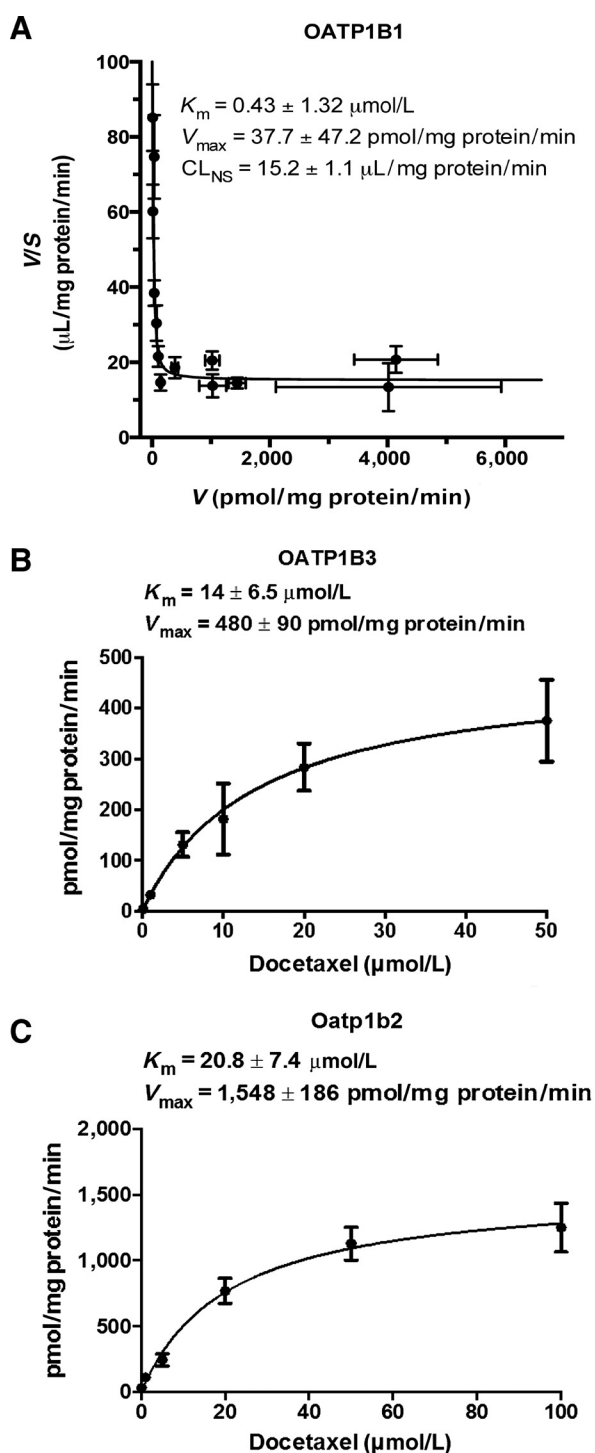 A
OATP1B1
Km = 0.43 ± 1.32 μmol/L
Vmax = 37.7 ± 47.2 pmol/mg protein/min
CLNS = 15.2 ± 1.1 μL/mg protein/min
V/S
(μL/mg protein/min)
100
80
60
40
20
0
0 2,000 4,000 6,000
V (pmol/mg protein/min)
B
OATP1B3
Km = 14 ± 6.5 μmol/L
Vmax = 480 ± 90 pmol/mg protein/min
pmol/mg protein/min
500
400
300
200
100
0
0 10 20 30 40 50
Docetaxel (μmol/L)
C
Oatp1b2
Km = 20.8 ± 7.4 μmol/L
Vmax = 1,548 ± 186 pmol/mg protein/min
pmol/mg protein/min
2,000
1,500
1,000
500
0
0 20 40 60 80 100
Docetaxel (μmol/L)